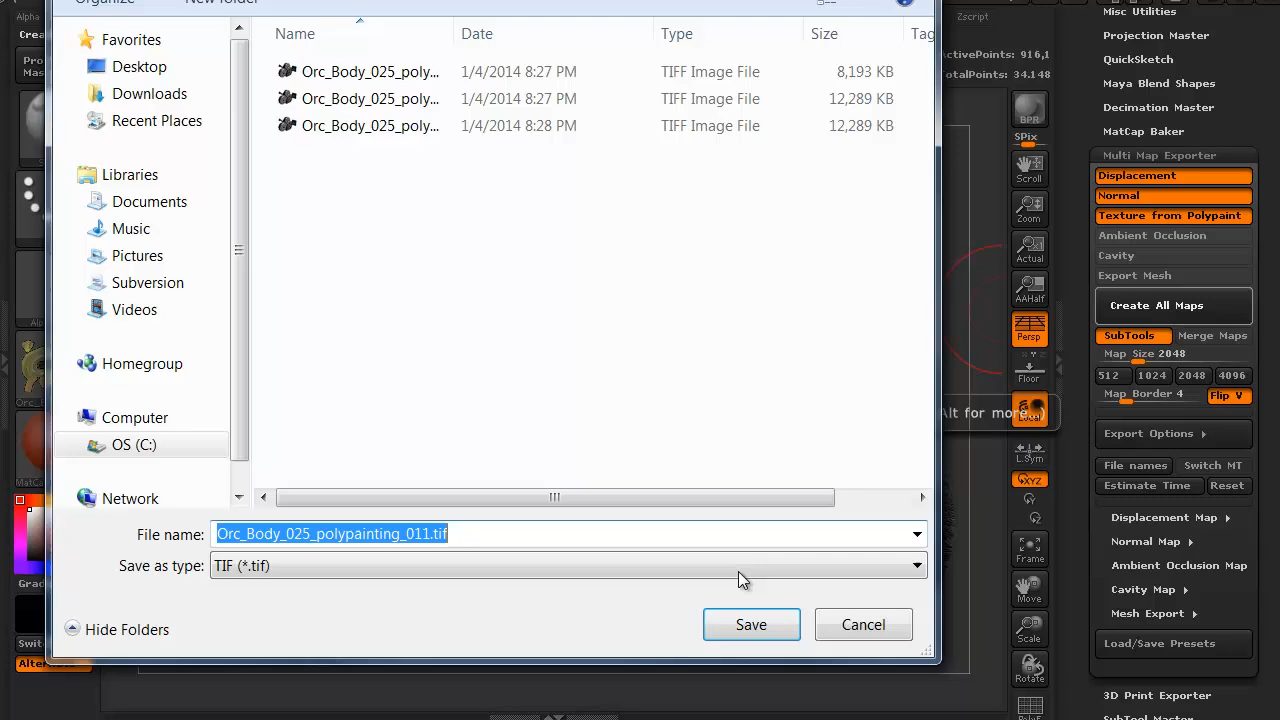 Organize
New folder
Alpha
Zscript
Favorites
Desktop
Downloads
Recent Places
Libraries
Documents
Music
Pictures
Subversion
Videos
Homegroup
Computer
OS (C:)
Network
Name Date Type Size Tag
Orc_Body_025_poly... 1/4/2014 8:27 PM TIFF Image File 8,193 KB
Orc_Body_025_poly... 1/4/2014 8:27 PM TIFF Image File 12,289 KB
Orc_Body_025_poly... 1/4/2014 8:28 PM TIFF Image File 12,289 KB
File name: Orc_Body_025_polypainting_011.tif
Save as type: TIF (*.tif)
Hide Folders
Save
Cancel
ActivePoints: 916,1
TotalPoints: 34.148
BPR
SPix
Scroll
Zoom
Actual
AAHalf
Persp
Floor
Alt for more..)
Local
L.Sym
XYZ
Frame
Move
Scale
Rotate
PolyF
Misc Utilities
Projection Master
QuickSketch
Maya Blend Shapes
Decimation Master
MatCap Baker
Multi Map Exporter
Displacement
Normal
Texture from Polypaint
Ambient Occlusion
Cavity
Export Mesh
Create All Maps
SubTools Merge Maps
Map Size 2048
512 1024 2048 4096
Map Border 4 Flip V
Export Options
File names Switch MT
Estimate Time Reset
Displacement Map
Normal Map
Ambient Occlusion Map
Cavity Map
Mesh Export
Load/Save Presets
3D Print Exporter
SubTool Master